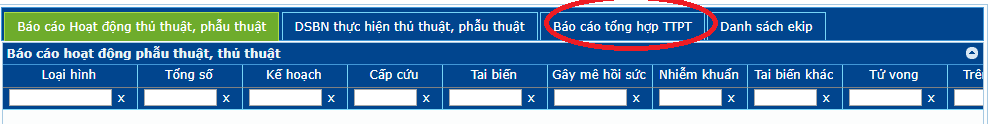 Báo cáo Hoạt động thủ thuật, phẫu thuật DSBN thực hiện thủ thuật, phẫu thuật Báo cáo tổng hợp TTPT Danh sách ekip
Báo cáo hoạt động phẫu thuật, thủ thuật
Loại hình Tổng số Kế hoạch Cấp cứu Tai biến Gây mê hồi sức Nhiễm khuẩn Tai biến khác Tử vong
x x x x x x x x x